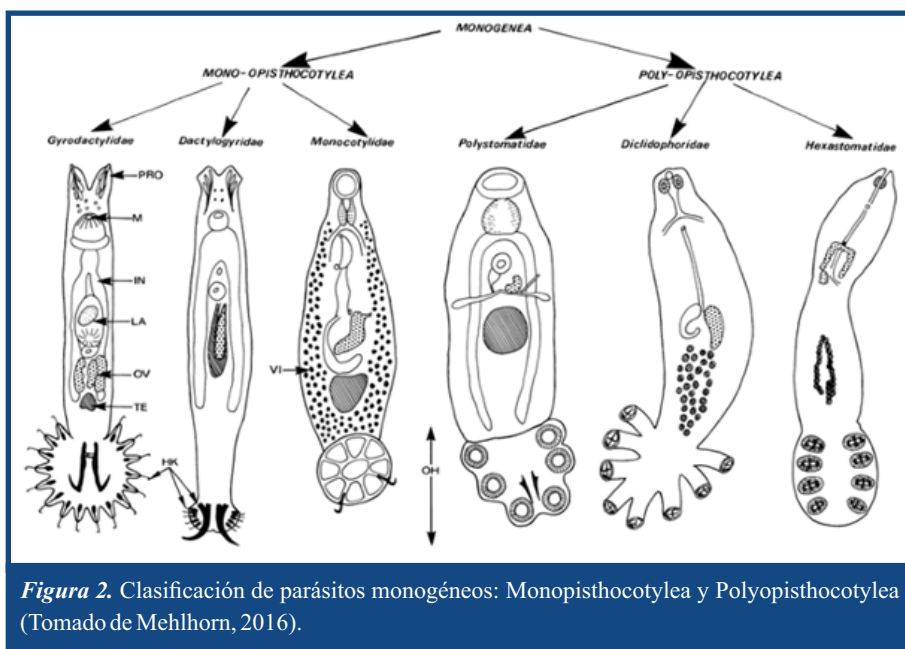 MONOGENEA
MONO-OPISTHOCOTYLEA
POLY-OPISTHOCOTYLEA
Gyrodactylidae
Dactylogyridae
Monocotylidae
Polystomatidae
Diclidophoridae
Hexastomatidae
PRO
M
IN
LA
OV
TE
HK
VI
OH
Figura 2. Clasificación de parásitos monogéneos: Monopisthocotylea y Polyopisthocotylea
(Tomado de Mehlhorn, 2016).